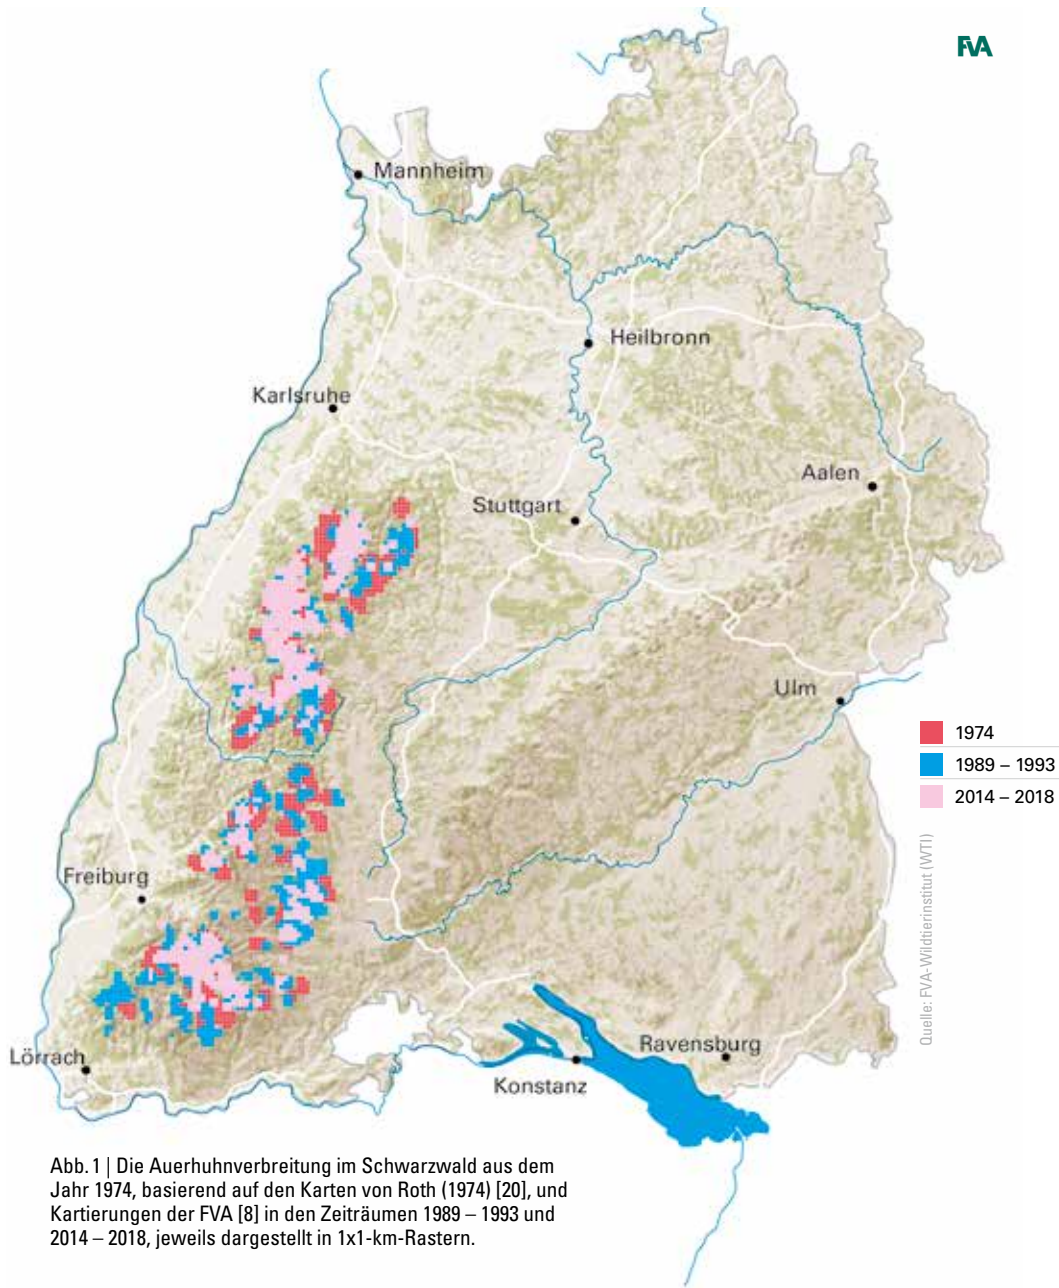 FVA
Mannheim
Heilbronn
Karlsruhe
Aalen
Stuttgart
Ulm
1974
1989 – 1993
2014 – 2018
Quelle: FVA-Wildtierinstitut (WTI)
Freiburg
Lörrach
Ravensburg
Konstanz
Abb. 1 | Die Auerhuhnverbreitung im Schwarzwald aus dem
Jahr 1974, basierend auf den Karten von Roth (1974) [20], und
Kartierungen der FVA [8] in den Zeiträumen 1989 – 1993 und
2014 – 2018, jeweils dargestellt in 1x1-km-Rastern.